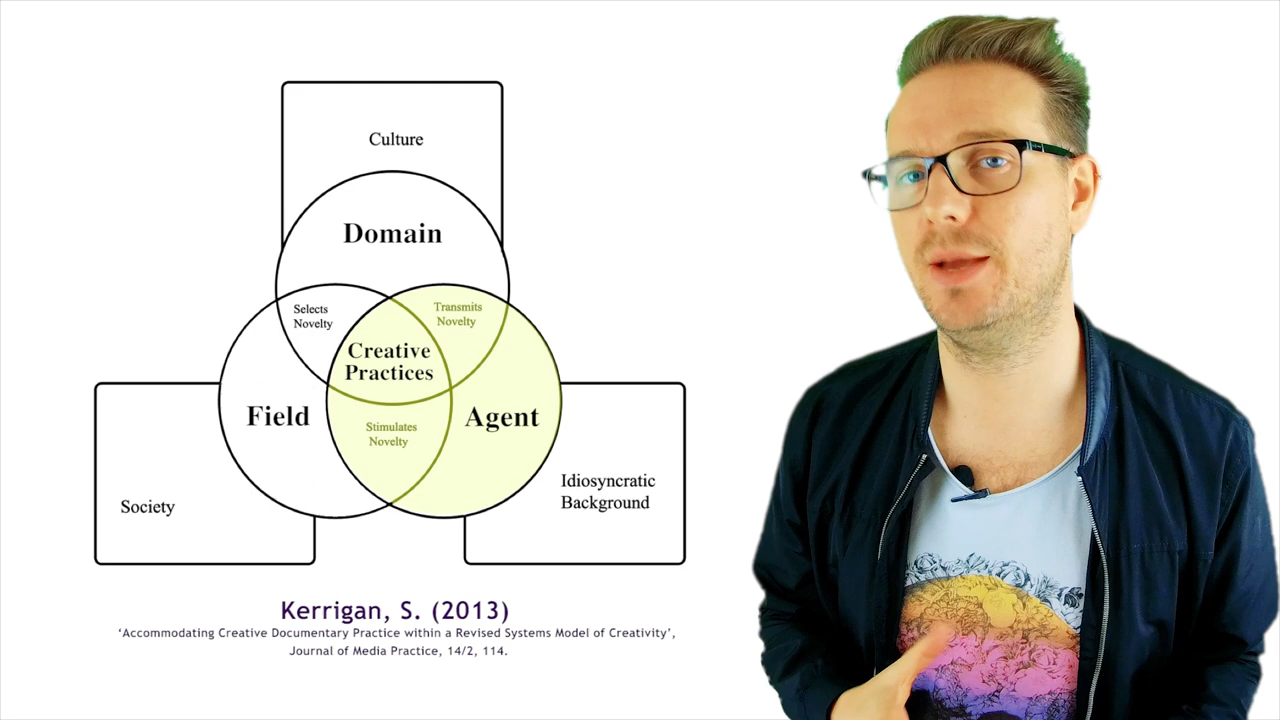 Culture
Domain
Selects
Novelty
Transmits
Novelty
Creative
Practices
Field
Agent
Stimulates
Novelty
Society
Idiosyncratic
Background
Kerrigan, S. (2013)
‘Accommodating Creative Documentary Practice within a Revised Systems Model of Creativity’,
Journal of Media Practice, 14/2, 114.